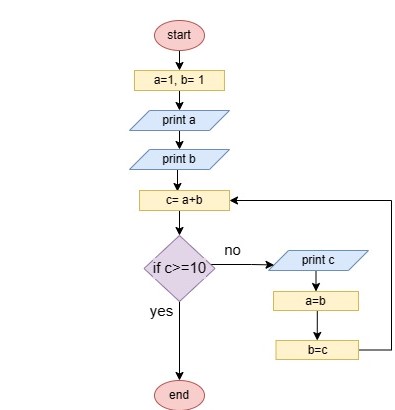 start
a=1, b= 1
print a
print b
c= a+b
if c>=10
no
print c
a=b
b=c
yes
end